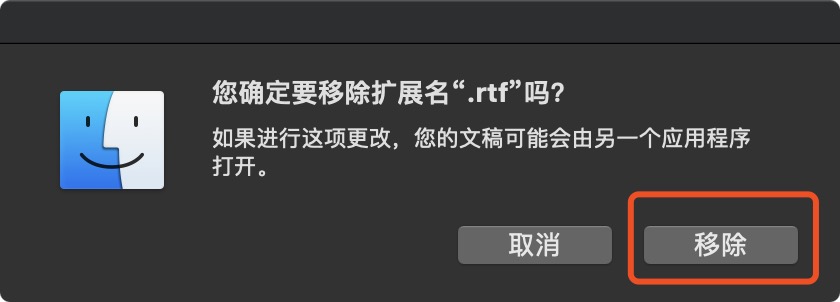 您确定要移除扩展名“.rtf”吗？
如果进行这项更改，您的文稿可能会由另一个应用程序
打开。
取消
移除